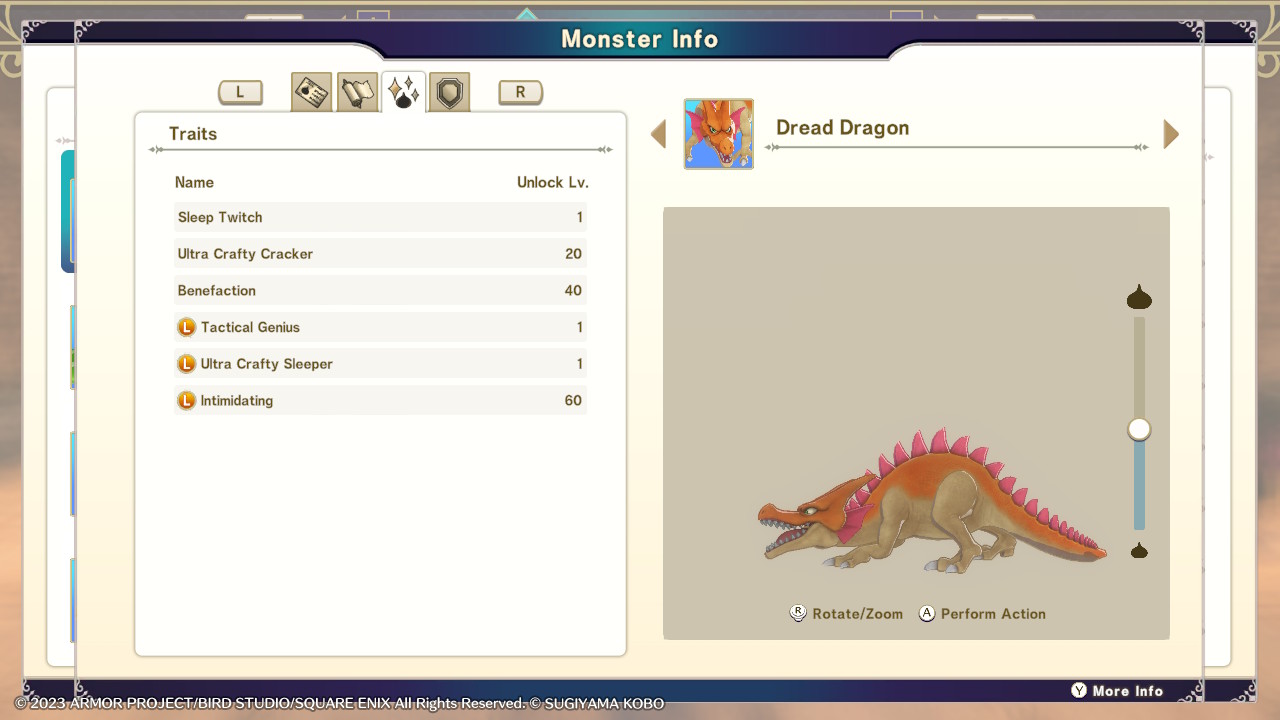 Monster Info
L
R
Traits
Name Unlock Lv.
Sleep Twitch 1
Ultra Crafty Cracker 20
Benefaction 40
L Tactical Genius 1
L Ultra Crafty Sleeper 1
L Intimidating 60
Dread Dragon
R Rotate/Zoom A Perform Action
Y More Info
© 2023 ARMOR PROJECT/BIRD STUDIO/SQUARE ENIX All Rights Reserved. © SUGIYAMA KOBO